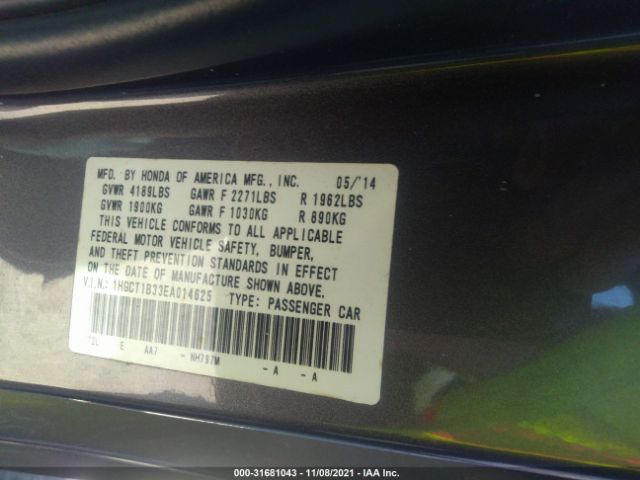 MFD. BY HONDA OF AMERICA MFG., INC. 05/'14
GVWR 4189LBS GAWR F 2271LBS R 1962LBS
GVWR 1900KG GAWR F 1030KG R 890KG
THIS VEHICLE CONFORMS TO ALL APPLICABLE
FEDERAL MOTOR VEHICLE SAFETY, BUMPER,
AND THEFT PREVENTION STANDARDS IN EFFECT
ON THE DATE OF MANUFACTURE SHOWN ABOVE.
V.I.N.: 1HGCT1B33EA014625 TYPE: PASSENGER CAR
E AA7 - NH797M - A - A
000-31681043 - 11/08/2021 - IAA Inc.